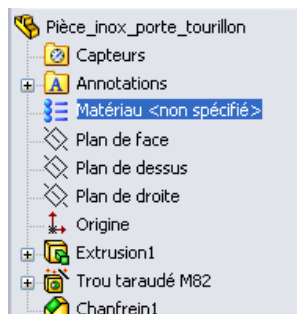 Pièce_inox_porte_tourillon
Capteurs
Annotations
Matériau <non spécifié>
Plan de face
Plan de dessus
Plan de droite
Origine
Extrusion1
Trou taraudé M82
Chanfrein1